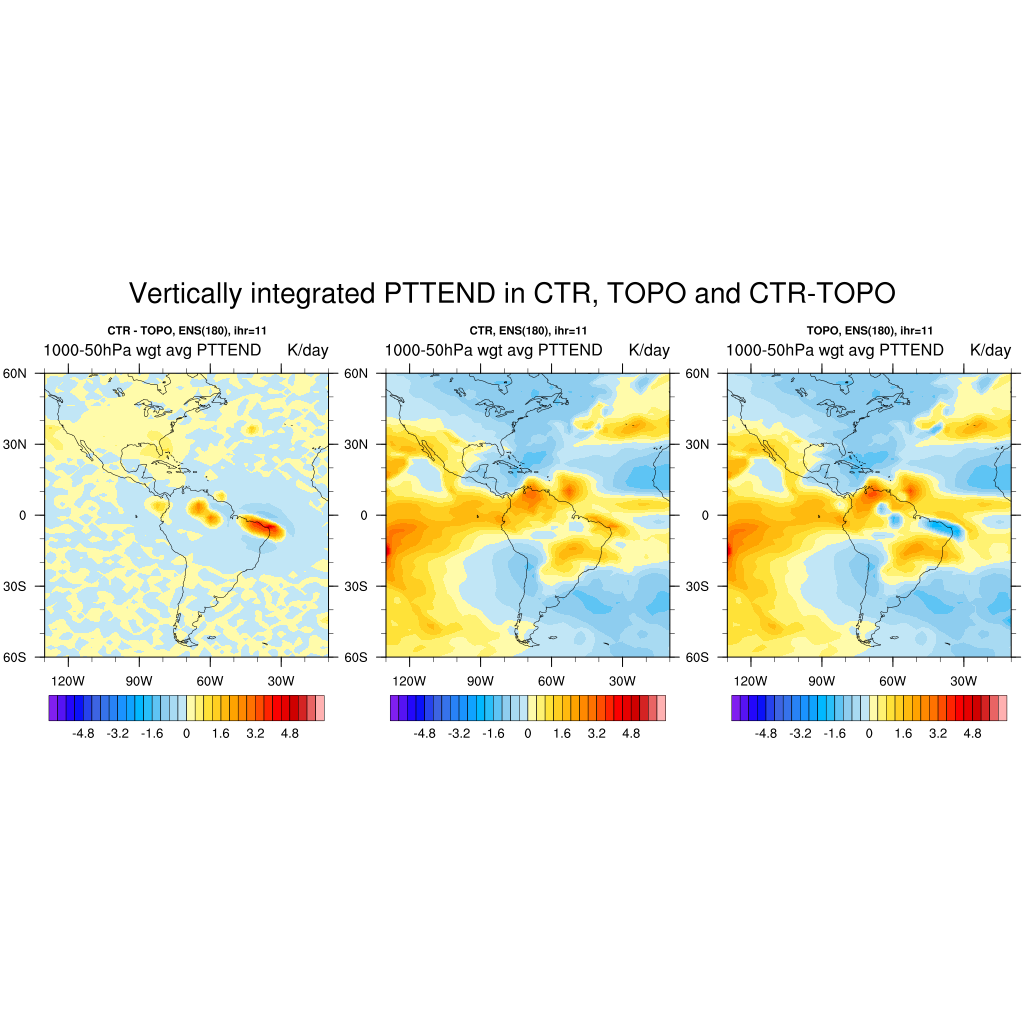 Vertically integrated PTTEND in CTR, TOPO and CTR-TOPO
CTR - TOPO, ENS(180), ihr=11
1000-50hPa wgt avg PTTEND K/day
60N
30N
0
30S
60S
120W 90W 60W 30W
-4.8 -3.2 -1.6 0 1.6 3.2 4.8
CTR, ENS(180), ihr=11
1000-50hPa wgt avg PTTEND K/day
60N
30N
0
30S
60S
120W 90W 60W 30W
-4.8 -3.2 -1.6 0 1.6 3.2 4.8
TOPO, ENS(180), ihr=11
1000-50hPa wgt avg PTTEND K/day
60N
30N
0
30S
60S
120W 90W 60W 30W
-4.8 -3.2 -1.6 0 1.6 3.2 4.8